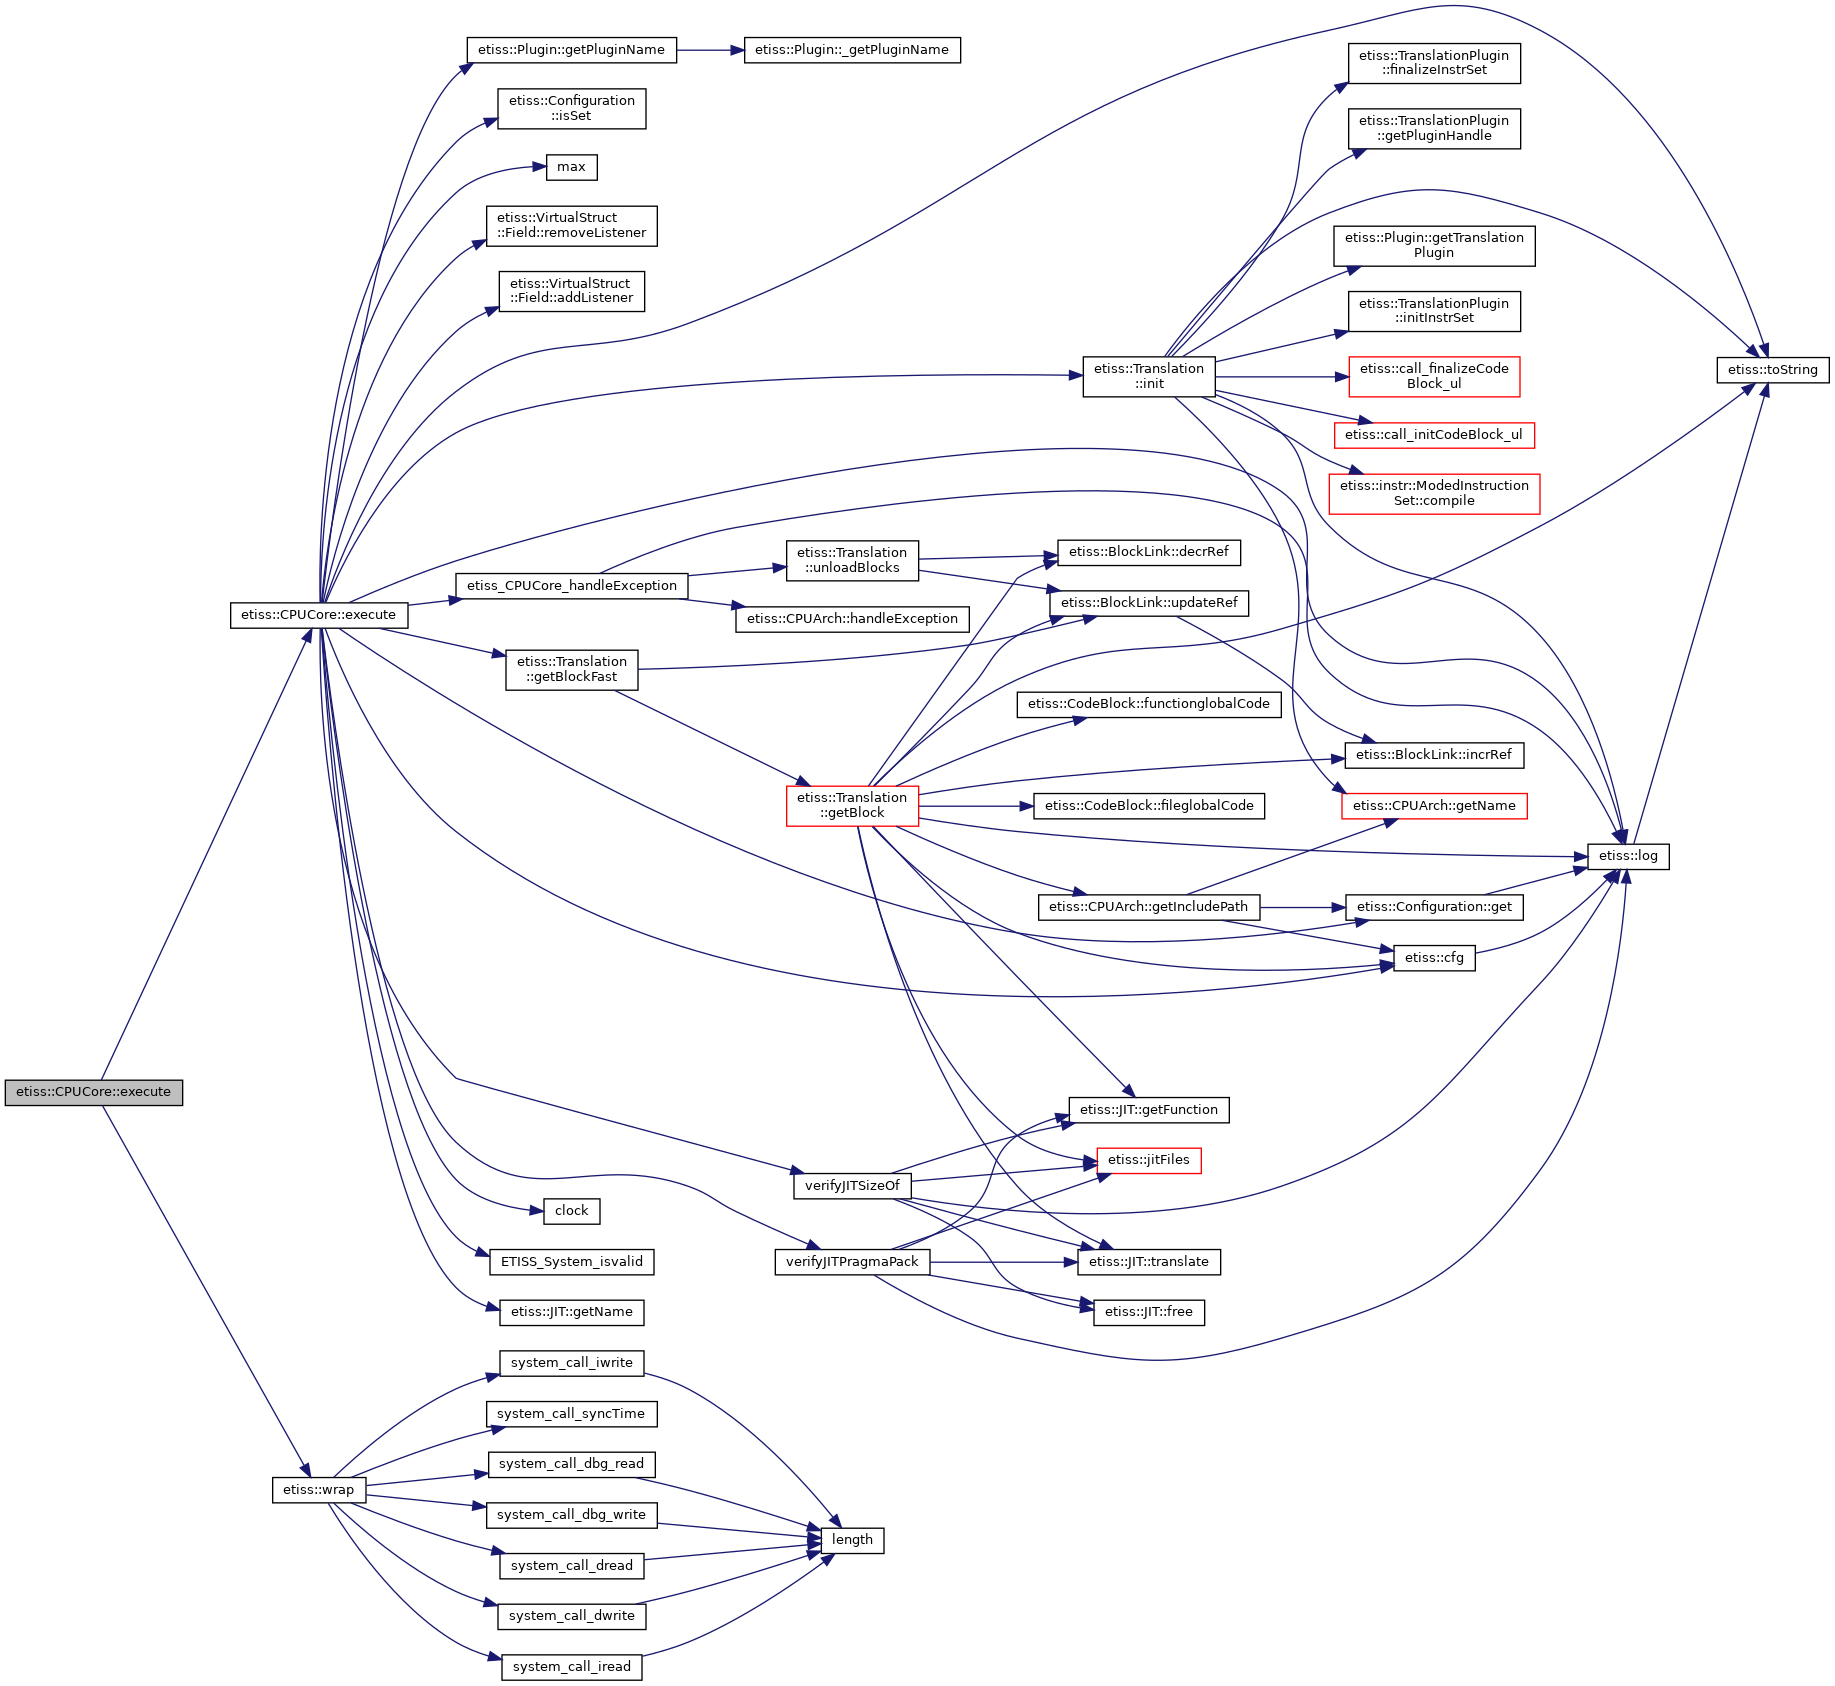 etiss::CPUCore::execute
etiss::CPUCore::execute
etiss::wrap
etiss::Plugin::getPluginName
etiss::Configuration
::isSet
max
etiss::VirtualStruct
::Field::removeListener
etiss::VirtualStruct
::Field::addListener
etiss_CPUCore_handleException
etiss::Translation
::getBlockFast
clock
ETISS_System_isvalid
etiss::JIT::getName
system_call_iwrite
system_call_syncTime
system_call_dbg_read
system_call_dbg_write
system_call_dread
system_call_dwrite
system_call_iread
etiss::Plugin::_getPluginName
etiss::Translation
::unloadBlocks
etiss::CPUArch::handleException
etiss::Translation
::getBlock
verifyJITSizeOf
verifyJITPragmaPack
length
etiss::Translation
::init
etiss::BlockLink::decrRef
etiss::BlockLink::updateRef
etiss::CodeBlock::functionglobalCode
etiss::CodeBlock::fileglobalCode
etiss::CPUArch::getIncludePath
etiss::JIT::getFunction
etiss::jitFiles
etiss::JIT::translate
etiss::JIT::free
etiss::TranslationPlugin
::finalizeInstrSet
etiss::TranslationPlugin
::getPluginHandle
etiss::Plugin::getTranslation
Plugin
etiss::TranslationPlugin
::initInstrSet
etiss::call_finalizeCode
Block_ul
etiss::call_initCodeBlock_ul
etiss::instr::ModedInstruction
Set::compile
etiss::BlockLink::incrRef
etiss::CPUArch::getName
etiss::Configuration::get
etiss::cfg
etiss::log
etiss::toString